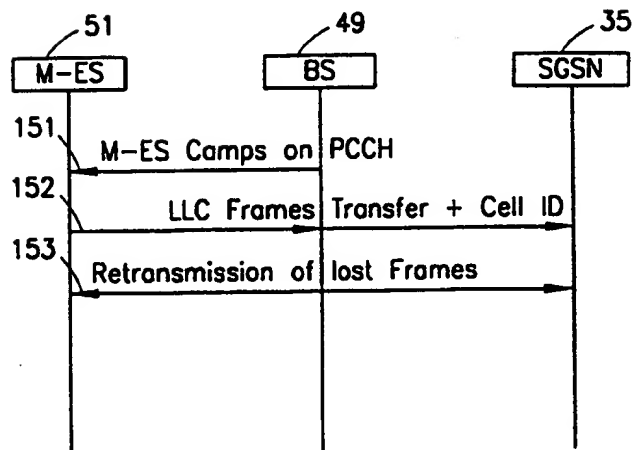 51
49
35
M-ES
BS
SGSN
151
M-ES Camps on PCCH
152
LLC Frames Transfer + Cell ID
153
Retransmission of lost Frames